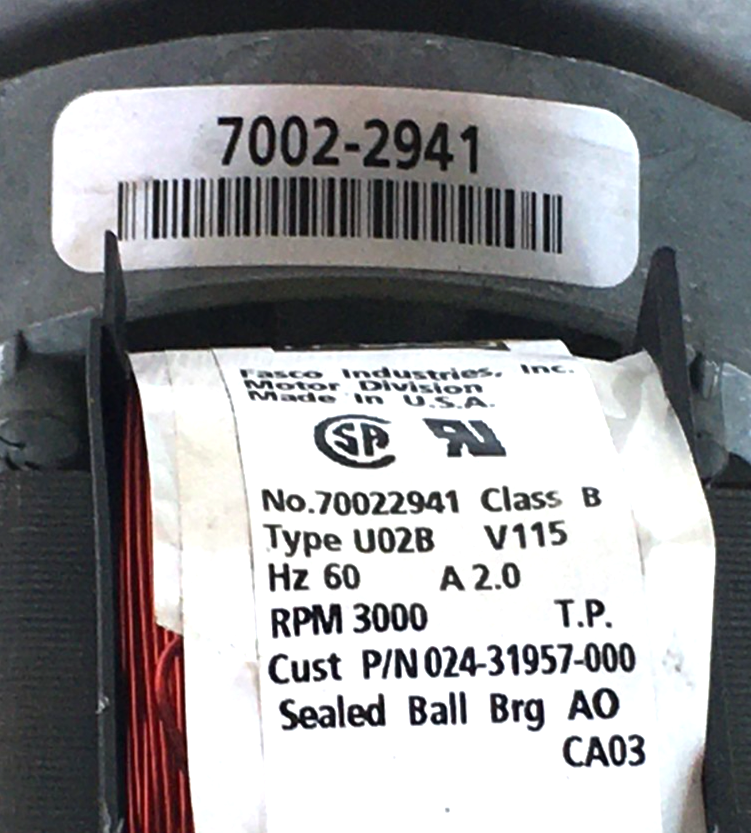 7002-2941
Fasco Industries, Inc.
Motor Division
Made In U.S.A.
SA
No.70022941 Class B
Type U02B V115
Hz 60 A 2.0
RPM 3000 T.P.
Cust P/N 024-31957-000
Sealed Ball Brg AO
CA03